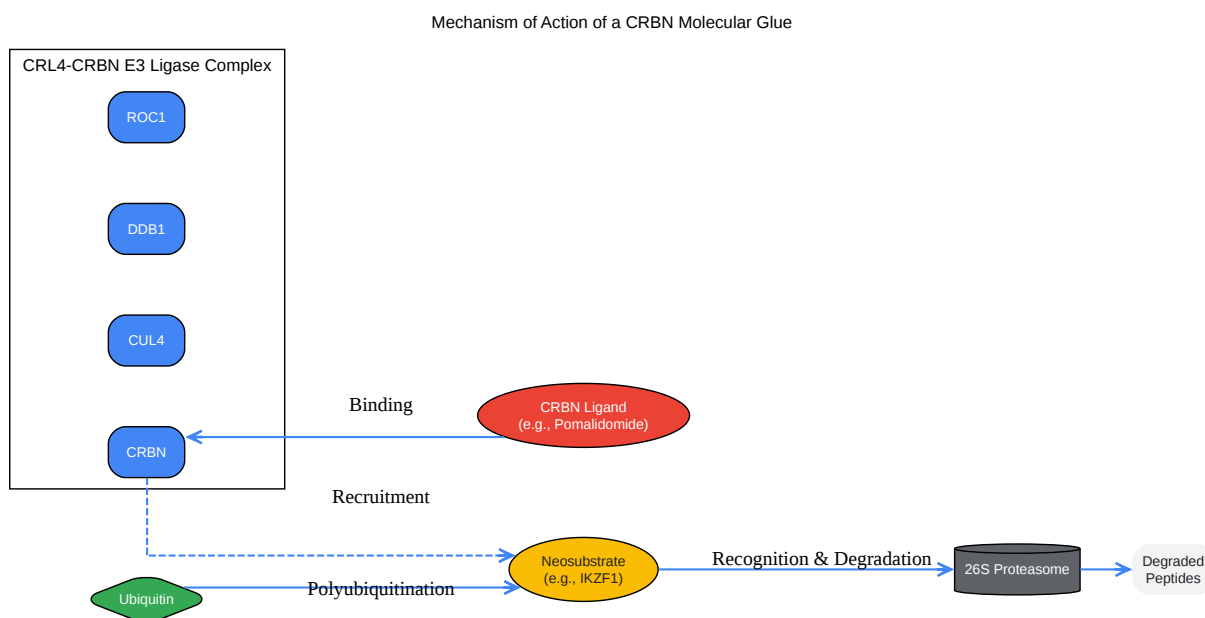 Mechanism of Action of a CRBN Molecular Glue
CRL4-CRBN E3 Ligase Complex
ROC1
DDB1
CUL4
CRBN
Binding
CRBN Ligand
(e.g., Pomalidomide)
Recruitment
Ubiquitin
Polyubiquitination
Neosubstrate
(e.g., IKZF1)
Recognition & Degradation
26S Proteasome
Degraded
Peptides